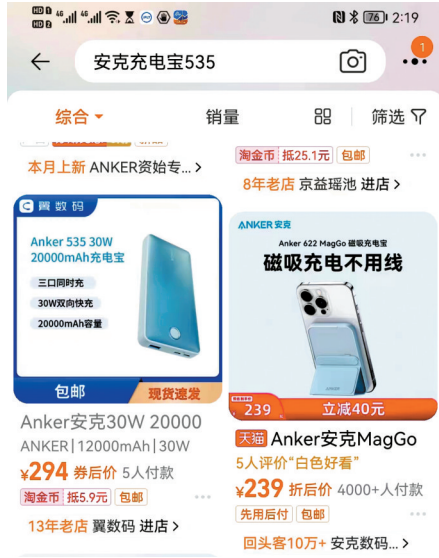 HD 1
HD 2
4G
4G
76
2:19
安克充电宝535
1
综合
销量
筛选
本月上新 ANKER资始专... >
淘金币 抵25.1元 包邮
8年老店 京益瑶池 进店 >
翼数码
Anker 535 30W
20000mAh充电宝
三口同时充
30W双向快充
20000mAh容量
包邮
现货速发
Anker安克30W 20000
ANKER|12000mAh|30W
¥294 券后价 5人付款
淘金币 抵5.9元 包邮
13年老店 翼数码 进店 >
ANKER 安克
Anker 622 MagGo 磁吸充电宝
磁吸充电不用线
ANKER
239
立减40元
天猫 Anker安克MagGo
5人评价“白色好看”
¥239 折后价 4000+人付款
先用后付 包邮
回头客10万+ 安克数码... >